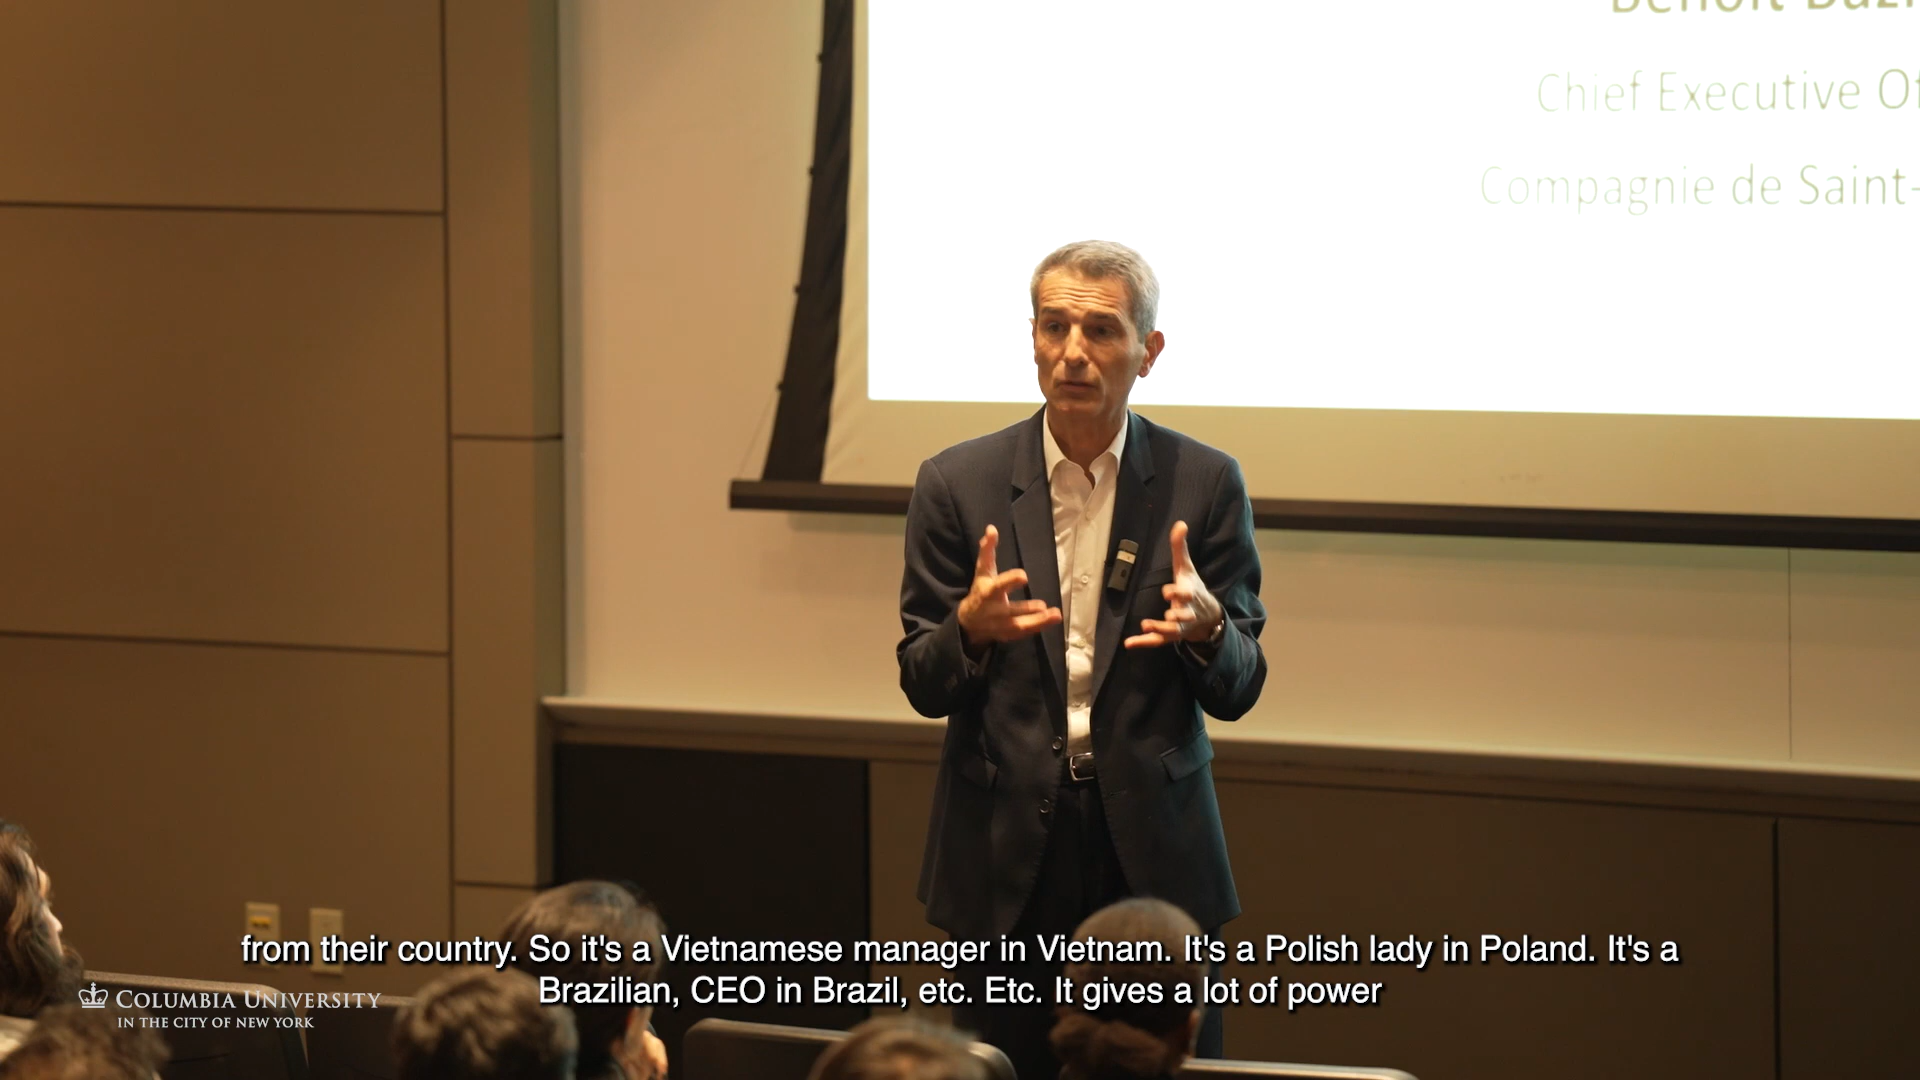 Chief Executive
Compagnie de Saint-
from their country. So it's a Vietnamese manager in Vietnam. It's a Polish lady in Poland. It's a
Brazilian, CEO in Brazil, etc. Etc. It gives a lot of power
COLUMBIA UNIVERSITY
IN THE CITY OF NEW YORK